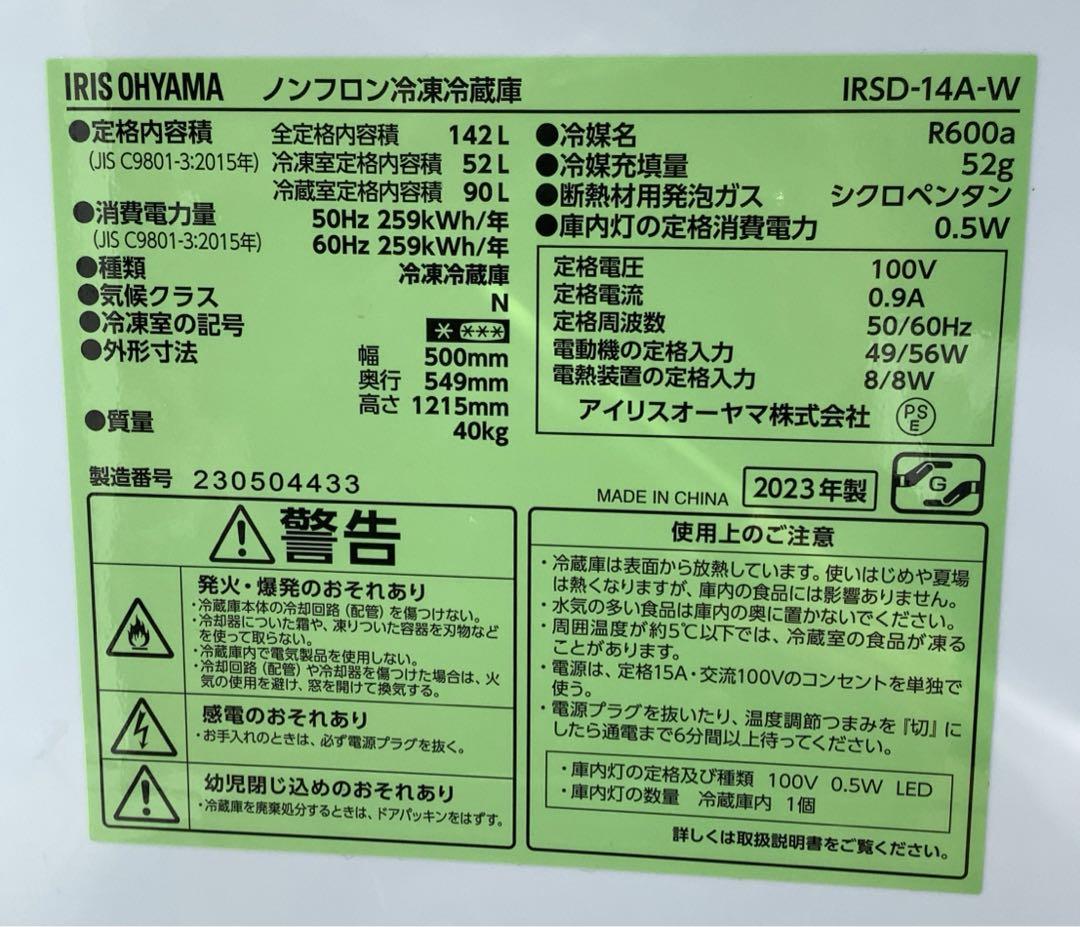 IRIS OHYAMA ノンフロン冷凍冷蔵庫 IRSD-14A-W
●定格内容積 全定格内容積 142L
(JIS C9801-3:2015年) 冷凍室定格内容積 52L
冷蔵室定格内容積 90L
●消費電力量 50Hz 259kWh/年
(JIS C9801-3:2015年) 60Hz 259kWh/年
●種類 冷凍冷蔵庫
●気候クラス N
●冷凍室の記号 * ***
●外形寸法 幅 500mm
奥行 549mm
高さ 1215mm
●質量 40kg
●冷媒名 R600a
●冷媒充填量 52g
●断熱材用発泡ガス シクロペンタン
●庫内灯の定格消費電力 0.5W
定格電圧 100V
定格電流 0.9A
定格周波数 50/60Hz
電動機の定格入力 49/56W
電熱装置の定格入力 8/8W
アイリスオーヤマ株式会社 PSE
製造番号 230504433
MADE IN CHINA 2023年製 G
警告
発火・爆発のおそれあり
・冷蔵庫本体の冷却回路（配管）を傷つけない。
・冷却器についた霜や、凍りついた容器を刃物など
を使って取らない。
・冷蔵庫内で電気製品を使用しない。
・冷却回路（配管）や冷却器を傷つけた場合は、火
気の使用を避け、窓を開けて換気する。
感電のおそれあり
・お手入れのときは、必ず電源プラグを抜く。
幼児閉じ込めのおそれあり
・冷蔵庫を廃棄処分するときは、ドアパッキンをはずす。
使用上のご注意
・冷蔵庫は表面から放熱しています。使いはじめや夏場
は熱くなりますが、庫内の食品には影響ありません。
・水気の多い食品は庫内の奥に置かないでください。
・周囲温度が約5℃以下では、冷蔵室の食品が凍る
ことがあります。
・電源は、定格15A・交流100Vのコンセントを単独で
使う。
・電源プラグを抜いたり、温度調節つまみを『切』に
したら通電まで6分間以上待ってください。
・庫内灯の定格及び種類 100V 0.5W LED
・庫内灯の数量 冷蔵庫内 1個
詳しくは取扱説明書をご覧ください。